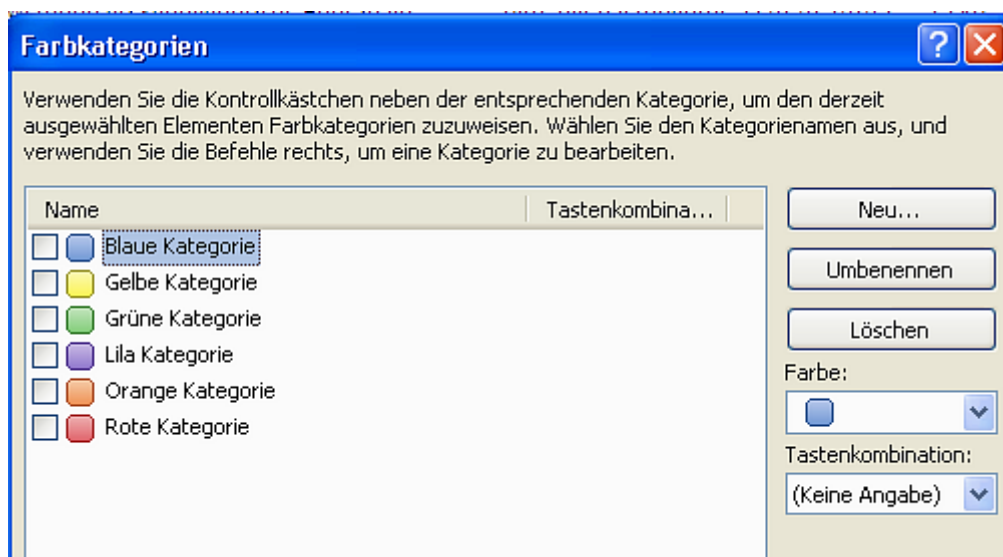 Farbkategorien
Verwenden Sie die Kontrollkästchen neben der entsprechenden Kategorie, um den derzeit
ausgewählten Elementen Farbkategorien zuzuweisen. Wählen Sie den Kategorienamen aus, und
verwenden Sie die Befehle rechts, um eine Kategorie zu bearbeiten.
Name Tastenkombina...
Blaue Kategorie
Gelbe Kategorie
Grüne Kategorie
Lila Kategorie
Orange Kategorie
Rote Kategorie
Neu...
Umbenennen
Löschen
Farbe:
Tastenkombination:
(Keine Angabe)